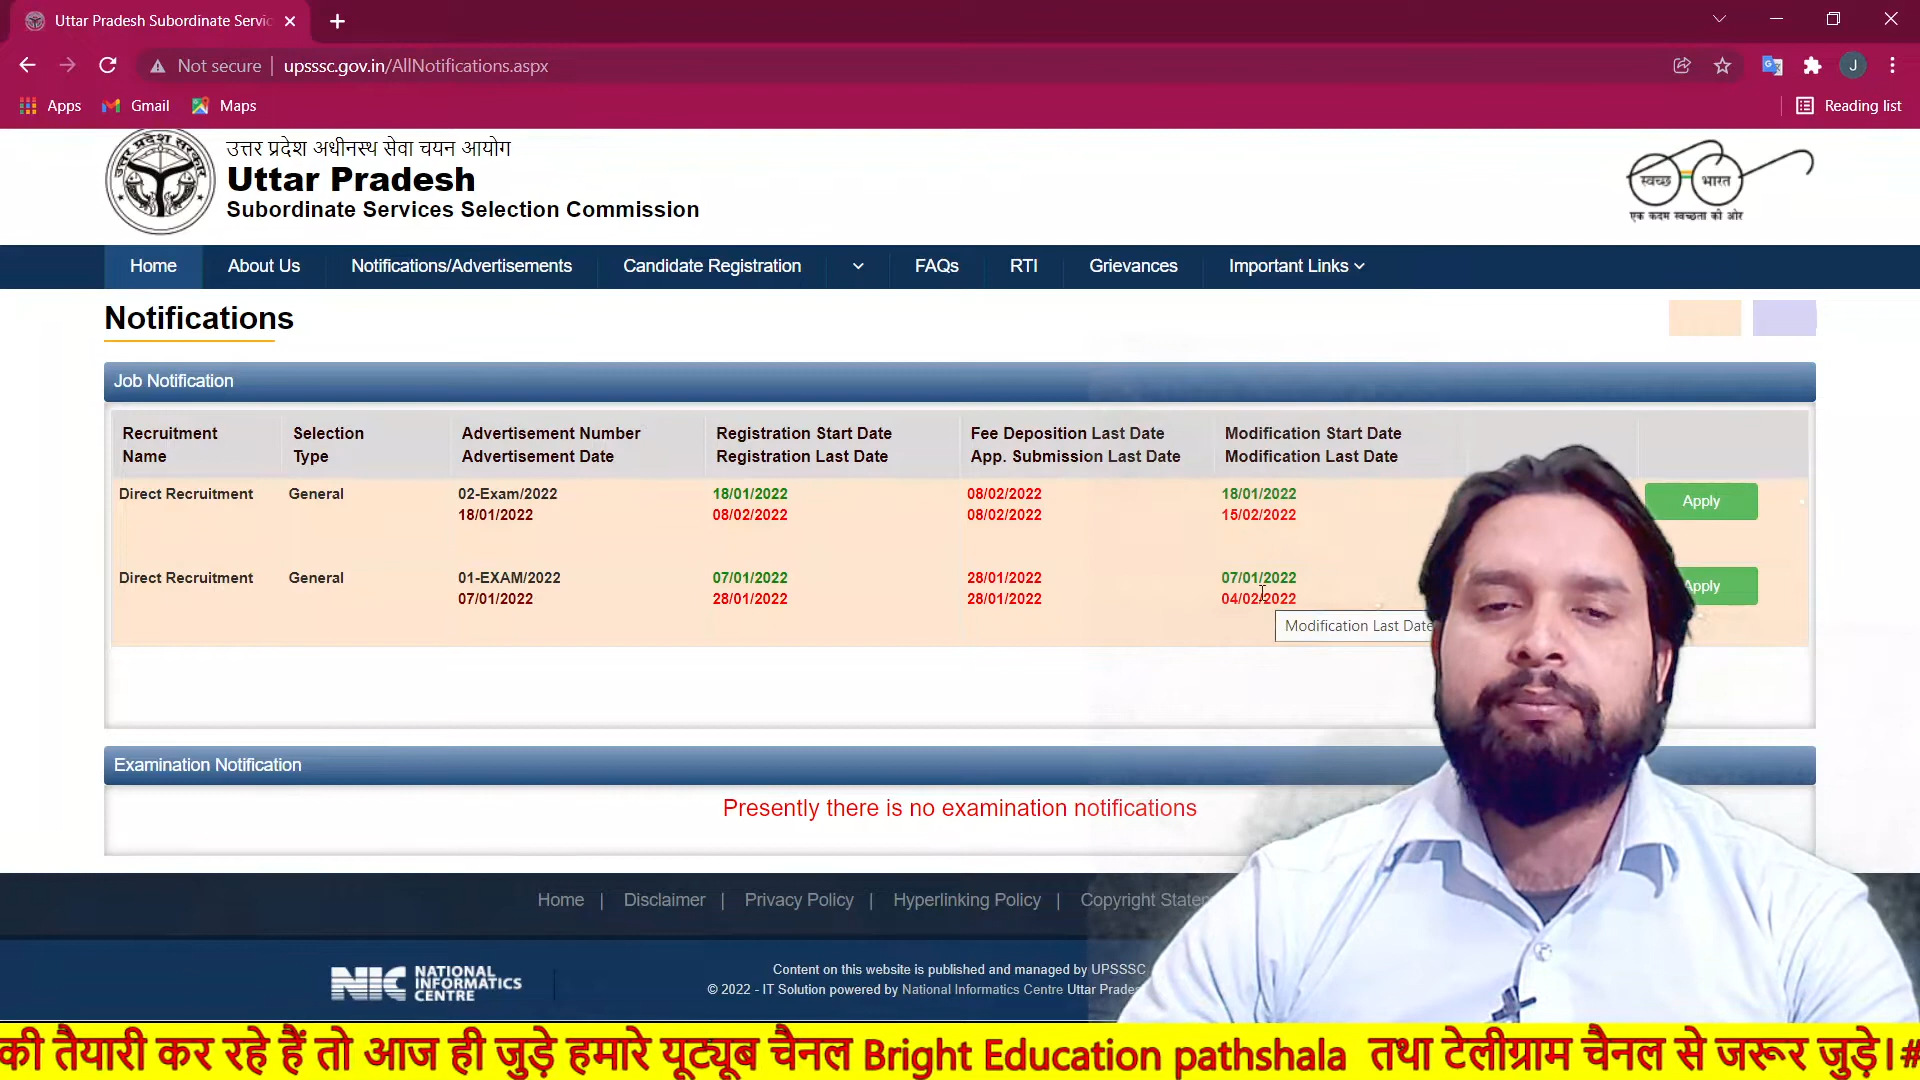 Uttar Pradesh Subordinate Servic
Not secure | upsssc.gov.in/AllNotifications.aspx
J
Apps Gmail Maps Reading list
उत्तर प्रदेश सरकार
उत्तर प्रदेश अधीनस्थ सेवा चयन आयोग
Uttar Pradesh
Subordinate Services Selection Commission
स्वच्छ भारत
एक कदम स्वच्छता की ओर
Home About Us Notifications/Advertisements Candidate Registration FAQs RTI Grievances Important Links
Notifications
Job Notification
Recruitment Name Selection Type Advertisement Number Advertisement Date Registration Start Date Registration Last Date Fee Deposition Last Date App. Submission Last Date Modification Start Date Modification Last Date
Direct Recruitment General 02-Exam/2022 18/01/2022 08/02/2022 18/01/2022 Apply
18/01/2022 08/02/2022 08/02/2022 15/02/2022
Direct Recruitment General 01-EXAM/2022 07/01/2022 28/01/2022 07/01/2022 Apply
07/01/2022 28/01/2022 28/01/2022 04/02/2022
Modification Last Date
Examination Notification
Presently there is no examination notifications
Home | Disclaimer | Privacy Policy | Hyperlinking Policy | Copyright
NIC NATIONAL INFORMATICS CENTRE
Content on this website is published and managed by UPSSSC
© 2022 - IT Solution powered by National Informatics Centre Uttar
की तैयारी कर रहे हैं तो आज ही जुड़े हमारे यूट्यूब चैनल Bright Education pathshala तथा टेलीग्राम चैनल से जरूर जुड़े।#